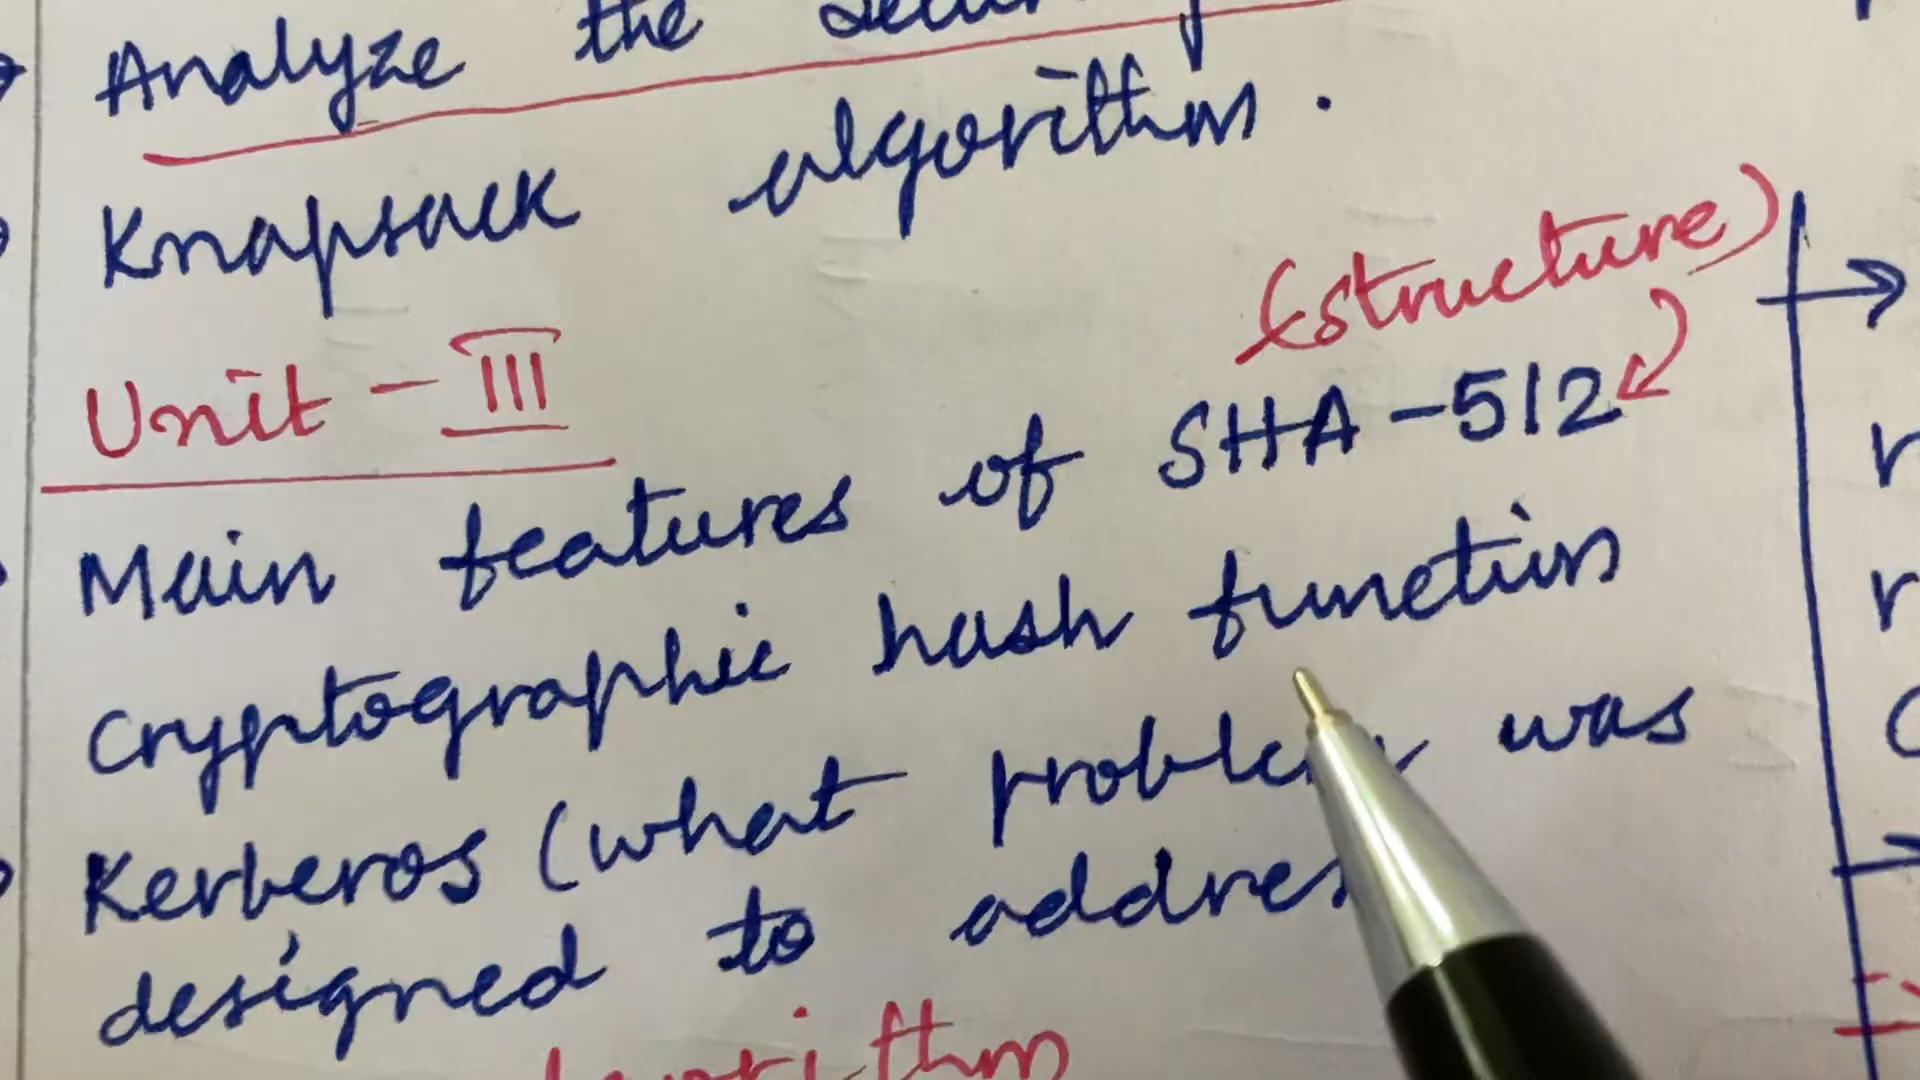 Analyze the
Knapsack algorithm.
(structure)
Unit - III
Main features of SHA-512
Cryptographic hash function
Kerberos (what problem was
designed to address